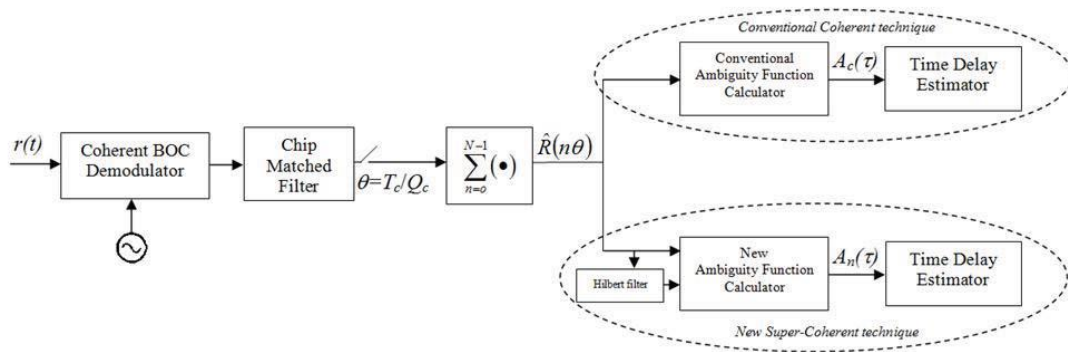 Conventional Coherent technique
Conventional
Ambiguity Function
Calculator
A_c(τ)
Time Delay
Estimator
r(t)
Coherent BOC
Demodulator
Chip
Matched
Filter
θ=T_c/Q_c
N-1
∑(•)
n=o
R̂(nθ)
New
Ambiguity Function
Calculator
A_n(τ)
Time Delay
Estimator
Hilbert filter
New Super-Coherent technique